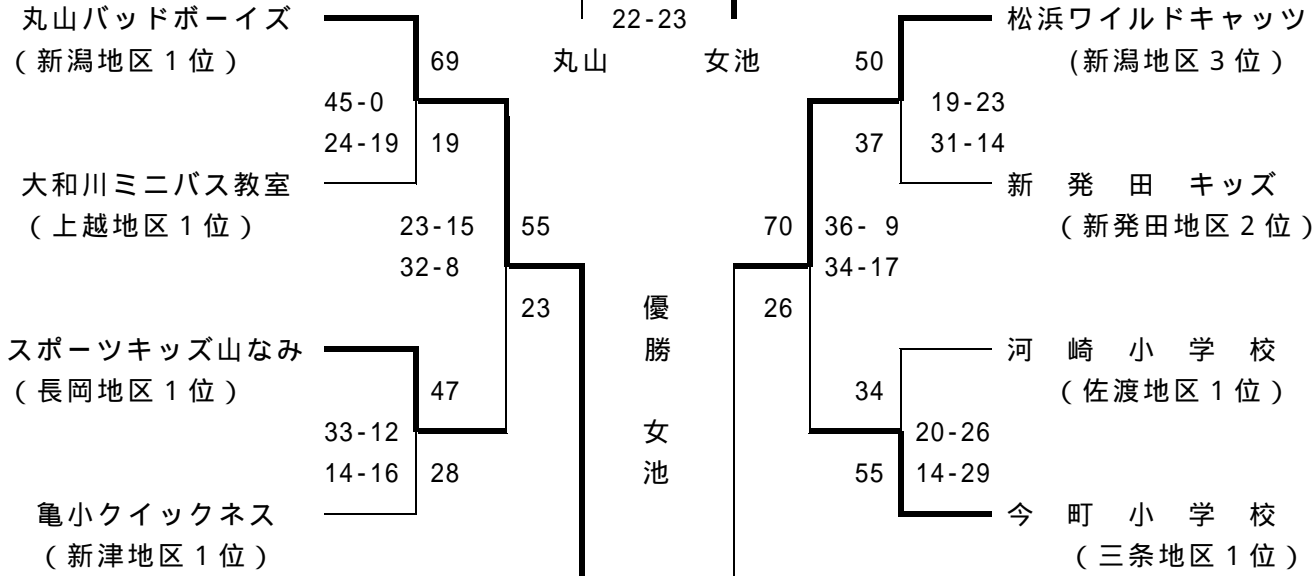 22-23
丸山 女池
丸山バッドボーイズ
(新潟地区1位)
69
45-0
24-19
19
大和川ミニバス教室
(上越地区1位)
23-15
32-8
55
23
スポーツキッズ山なみ
(長岡地区1位)
47
33-12
14-16
28
亀小クイックネス
(新津地区1位)
優
勝
女
池
松浜ワイルドキャッツ
(新潟地区3位)
50
19-23
31-14
37
新 発 田 キッズ
(新発田地区2位)
70
36- 9
34-17
26
河 崎 小 学 校
(佐渡地区1位)
34
20-26
14-29
55
今 町 小 学 校
(三条地区1位)